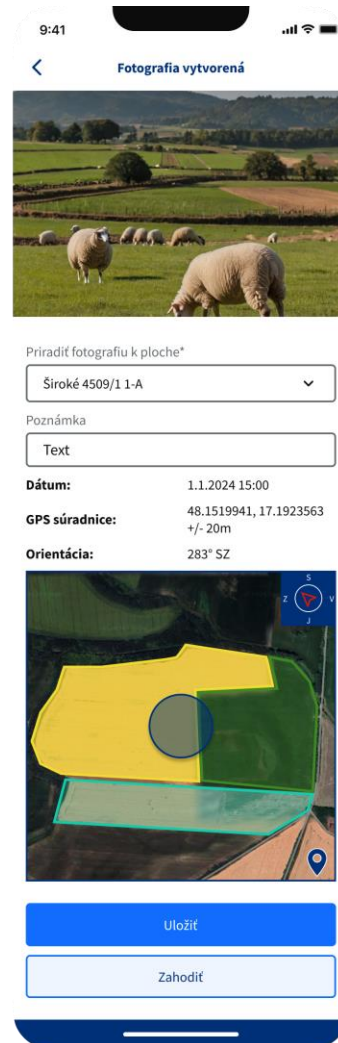 9:41
Fotografia vytvorená
Priradiť fotografiu k ploche*
Široké 4509/1 1-A
Poznámka
Text
Dátum: 1.1.2024 15:00
GPS súradnice: 48.1519941, 17.1923563
+/- 20m
Orientácia: 283° SZ
S
Z V
J
Uložiť
Zahodiť